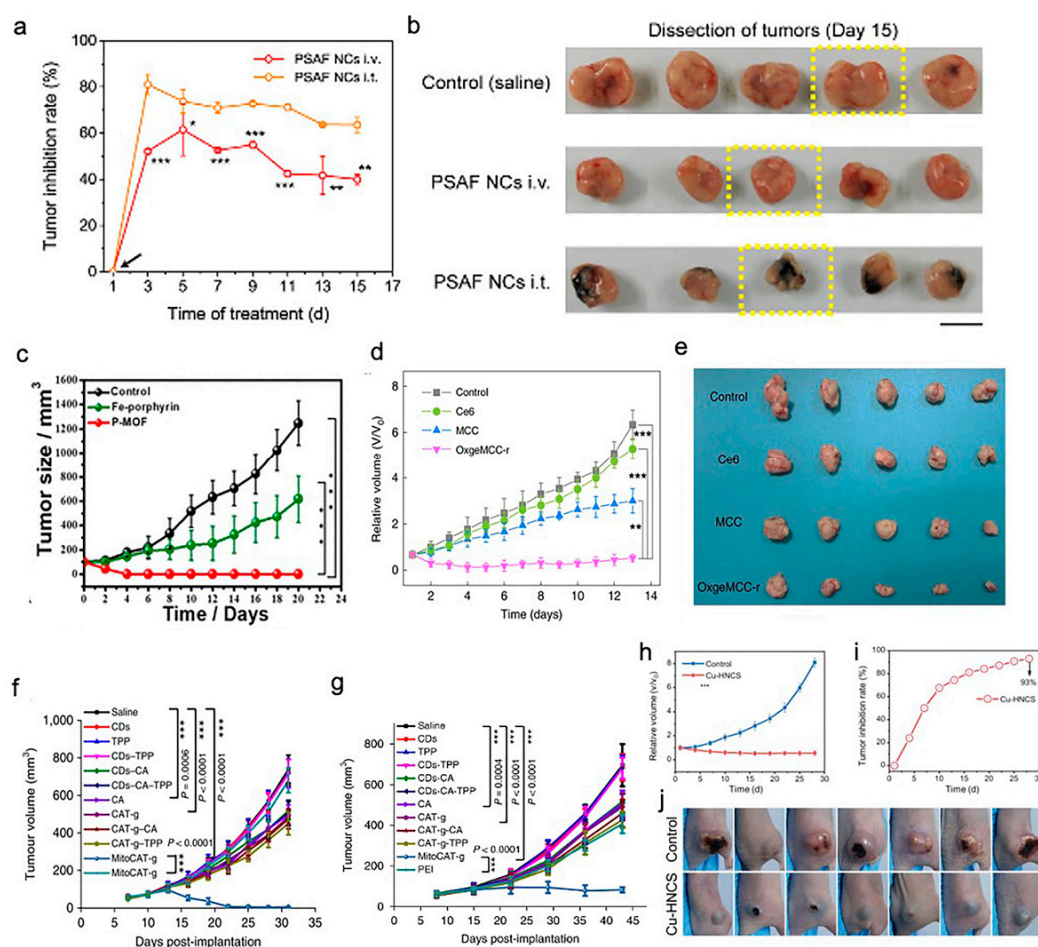 a
Tumor inhibition rate (%)
100
80
60
40
20
0
PSAF NCs i.v.
PSAF NCs i.t.
***
*
***
***
***
**
**
1 3 5 7 9 11 13 15 17
Time of treatment (d)
b
Dissection of tumors (Day 15)
Control (saline)
PSAF NCs i.v.
PSAF NCs i.t.
c
Tumor size / mm³
1600
1400
1200
1000
800
600
400
200
0
Control
Fe-porphyrin
P-MOF
* * *
* *
0 2 4 6 8 10 12 14 16 18 20 22 24
Time / Days
d
Relative volume (V/V₀)
8
6
4
2
0
Control
Ce6
MCC
OxgeMCC-r
***
***
**
2 4 6 8 10 12 13 14
Time (days)
e
Control
Ce6
MCC
OxgeMCC-r
f
Tumour volume (mm³)
1,000
800
600
400
200
0
Saline
CDs
TPP
CDs-TPP
CDs-CA
CDs-CA-TPP
CA
CAT-g
CAT-g-CA
CAT-g-TPP
MitoCAT-g
MitoCAT-g
***
P = 0.0006
***
P < 0.0001
***
P < 0.0001
P < 0.0001
***
0 5 10 15 20 25 30 35
Days post-implantation
g
Tumour volume (mm³)
800
600
400
200
0
Saline
CDs
TPP
CDs-TPP
CDs-CA
CDs-CA-TPP
CA
CAT-g
CAT-g-CA
CAT-g-TPP
MitoCAT-g
PEI
***
P = 0.0004
***
P < 0.0001
***
P < 0.0001
P < 0.0001
***
0 5 10 15 20 25 30 35 40 45
Days post-implantation
h
Relative volume (v/v₀)
8
6
4
2
0
Control
Cu-HNCS
***
0 5 10 15 20 25 30
Time (d)
i
Tumor inhibition rate (%)
100
90
80
70
60
50
40
30
20
10
0
93%
Cu-HNCS
0 5 10 15 20 25 30
Time (d)
j
Control
Cu-HNCS